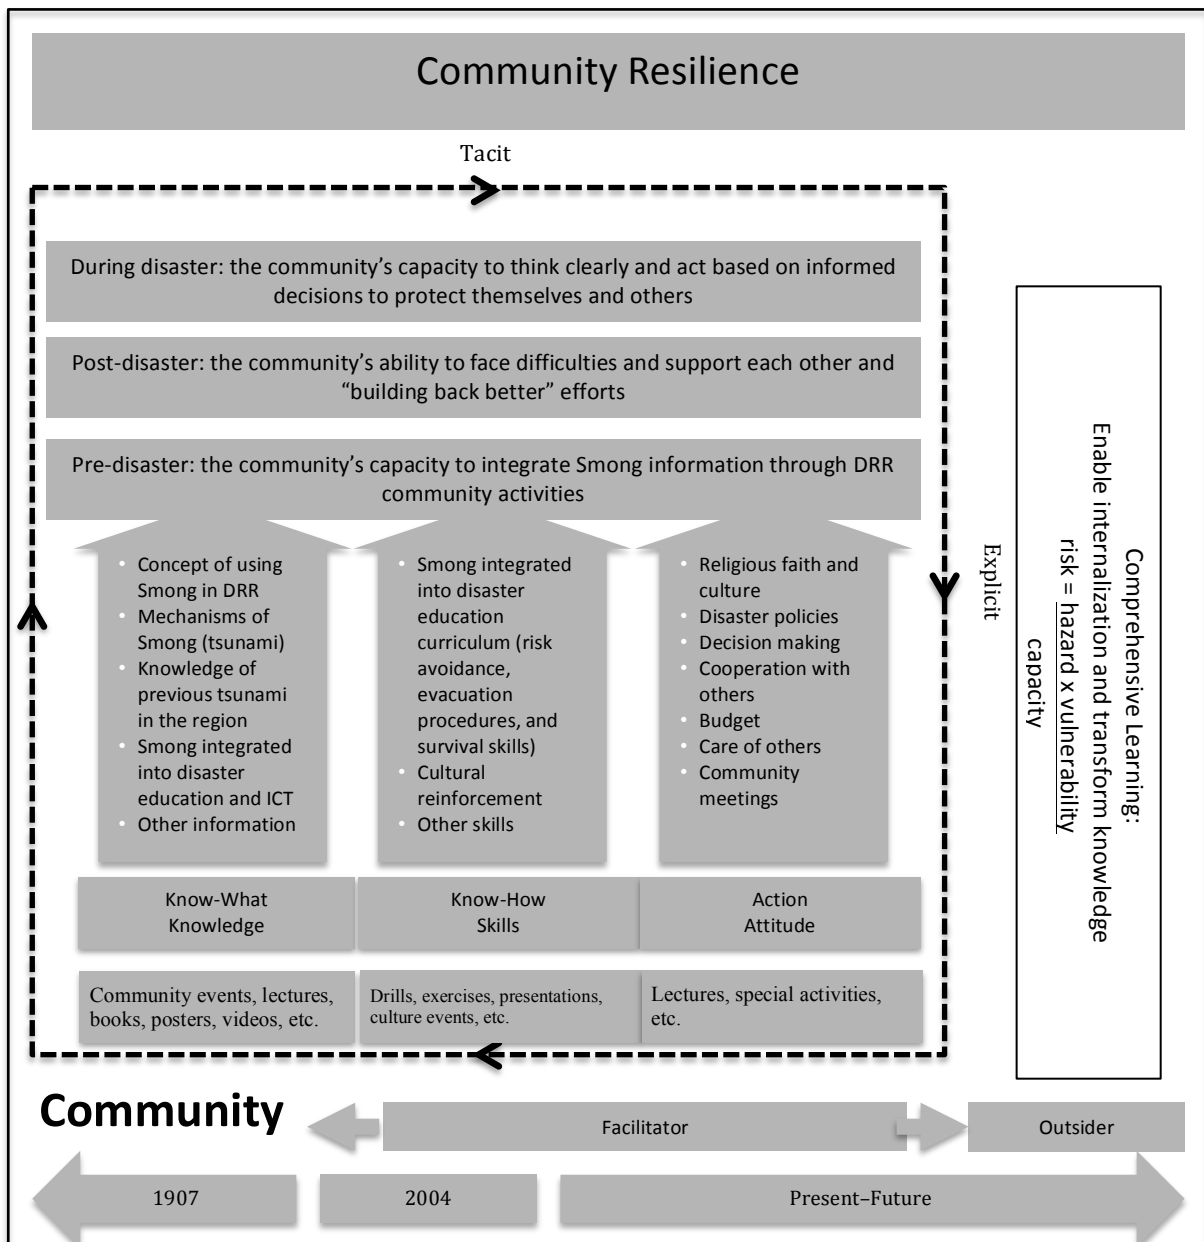 Community Resilience
Tacit
During disaster: the community’s capacity to think clearly and act based on informed
decisions to protect themselves and others
Post-disaster: the community’s ability to face difficulties and support each other and
“building back better” efforts
Pre-disaster: the community’s capacity to integrate Smong information through DRR
community activities
• Concept of using
Smong in DRR
• Mechanisms of
Smong (tsunami)
• Knowledge of
previous tsunami
in the region
• Smong integrated
into disaster
education and ICT
• Other information
• Smong integrated
into disaster
education
curriculum (risk
avoidance,
evacuation
procedures, and
survival skills)
• Cultural
reinforcement
• Other skills
• Religious faith and
culture
• Disaster policies
• Decision making
• Cooperation with
others
• Budget
• Care of others
• Community
meetings
Know-What
Knowledge
Know-How
Skills
Action
Attitude
Community events, lectures,
books, posters, videos, etc.
Drills, exercises, presentations,
culture events, etc.
Lectures, special activities,
etc.
Explicit
Comprehensive Learning:
Enable internalization and transform knowledge
risk = hazard x vulnerability
capacity
Community
Facilitator
Outsider
1907
2004
Present–Future